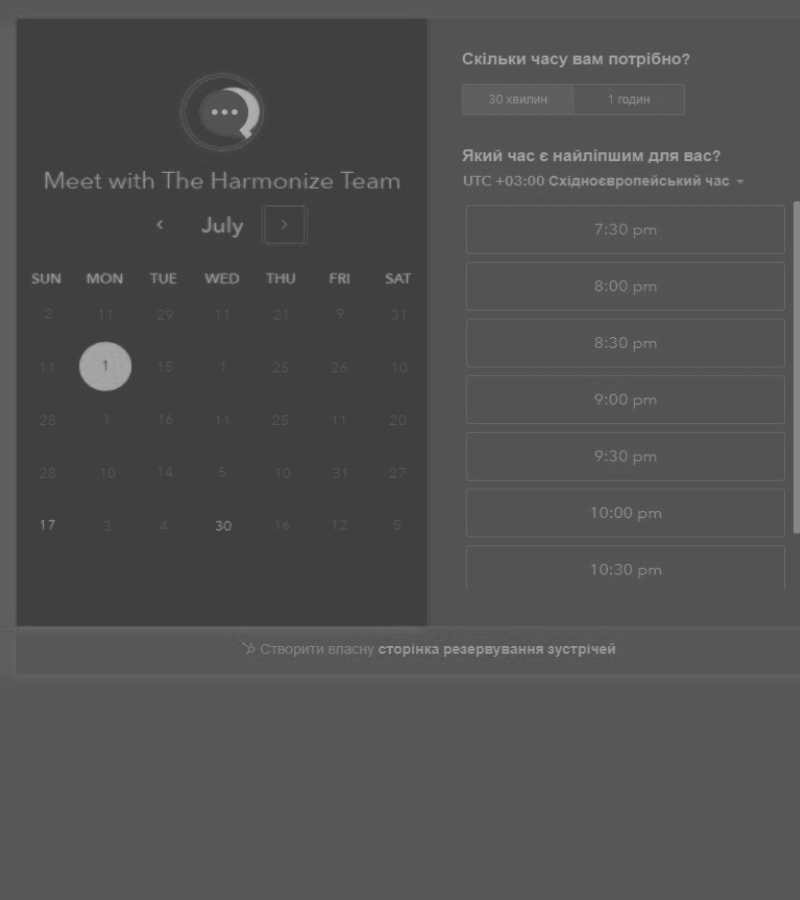 Meet with The Harmonize Team
July
SUN MON TUE WED THU FRI SAT
2 11 29 11 21 9 31
11 1 15 1 25 26 10
28 1 16 11 25 11 20
28 10 14 5 10 31 27
17 3 4 30 16 12 5
Скільки часу вам потрібно?
30 хвилин 1 годин
Який час є найліпшим для вас?
UTC +03:00 Східноєвропейський час
7:30 pm
8:00 pm
8:30 pm
9:00 pm
9:30 pm
10:00 pm
10:30 pm
Створити власну сторінка резервування зустрічей